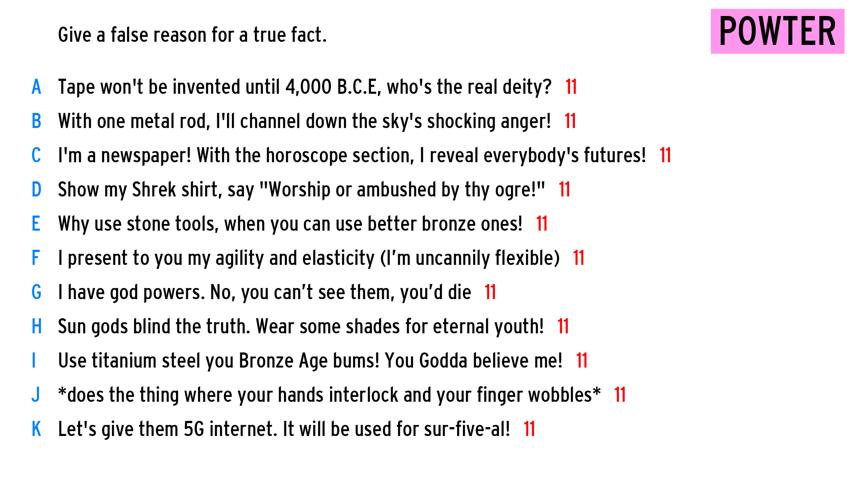 Give a false reason for a true fact.
POWTER
A Tape won't be invented until 4,000 B.C.E, who's the real deity? 11
B With one metal rod, I'll channel down the sky's shocking anger! 11
C I'm a newspaper! With the horoscope section, I reveal everybody's futures! 11
D Show my Shrek shirt, say "Worship or ambushed by thy ogre!" 11
E Why use stone tools, when you can use better bronze ones! 11
F I present to you my agility and elasticity (I’m uncannily flexible) 11
G I have god powers. No, you can’t see them, you’d die 11
H Sun gods blind the truth. Wear some shades for eternal youth! 11
I Use titanium steel you Bronze Age bums! You Godda believe me! 11
J *does the thing where your hands interlock and your finger wobbles* 11
K Let's give them 5G internet. It will be used for sur-five-al! 11